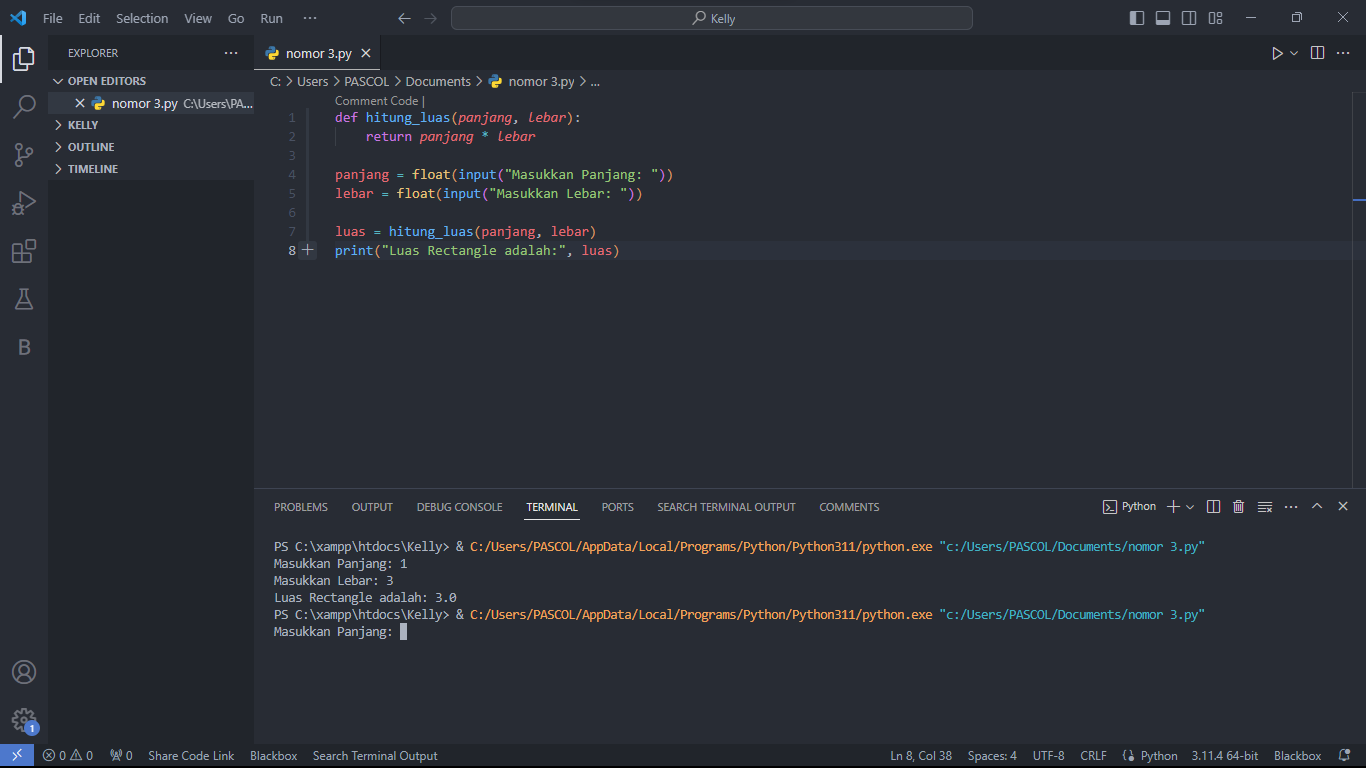 File Edit Selection View Go Run ··· Kelly
EXPLORER ···
OPEN EDITORS
nomor 3.py C:\Users\PA...
KELLY
OUTLINE
TIMELINE
B
1
nomor 3.py
C: > Users > PASCOL > Documents > nomor 3.py > ...
Comment Code |
1 def hitung_luas(panjang, lebar):
2 return panjang * lebar
3
4 panjang = float(input("Masukkan Panjang: "))
5 lebar = float(input("Masukkan Lebar: "))
6
7 luas = hitung_luas(panjang, lebar)
8 print("Luas Rectangle adalah:", luas)
PROBLEMS OUTPUT DEBUG CONSOLE TERMINAL PORTS SEARCH TERMINAL OUTPUT COMMENTS Python
PS C:\xampp\htdocs\Kelly> & C:/Users/PASCOL/AppData/Local/Programs/Python/Python311/python.exe "c:/Users/PASCOL/Documents/nomor 3.py"
Masukkan Panjang: 1
Masukkan Lebar: 3
Luas Rectangle adalah: 3.0
PS C:\xampp\htdocs\Kelly> & C:/Users/PASCOL/AppData/Local/Programs/Python/Python311/python.exe "c:/Users/PASCOL/Documents/nomor 3.py"
Masukkan Panjang:
0 0 0 Share Code Link Blackbox Search Terminal Output Ln 8, Col 38 Spaces: 4 UTF-8 CRLF Python 3.11.4 64-bit Blackbox